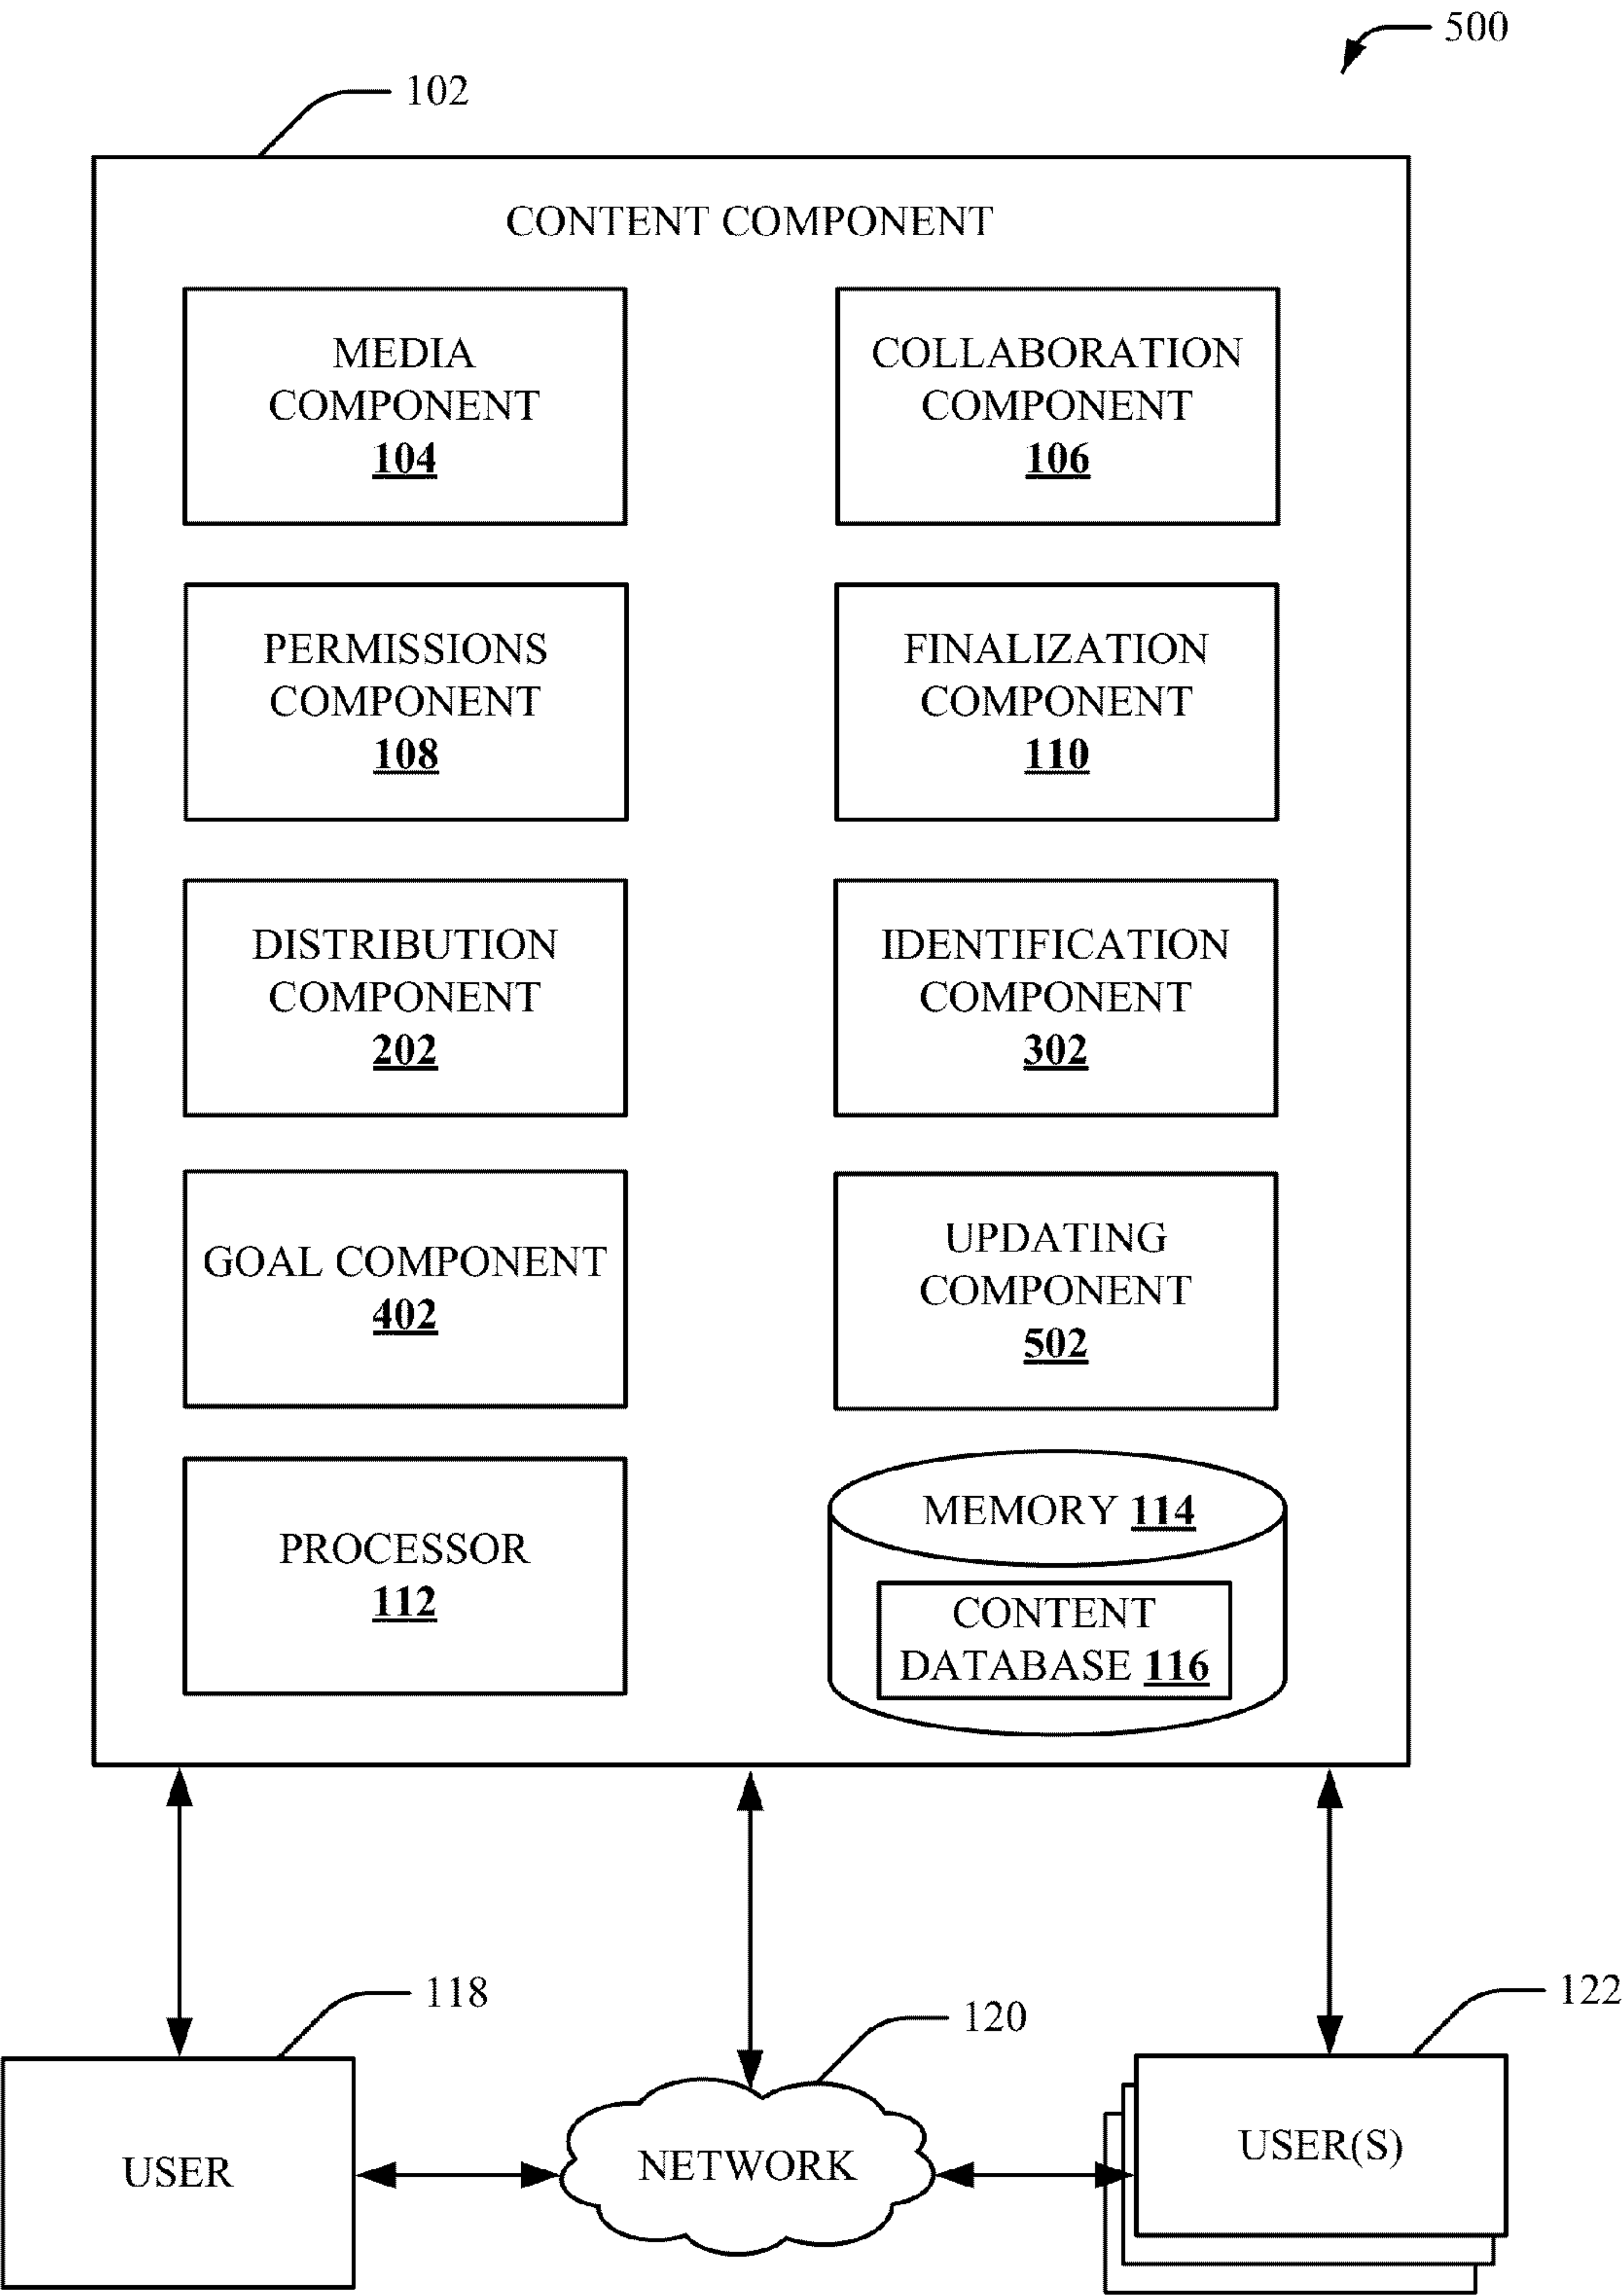 500
102
CONTENT COMPONENT
MEDIA
COMPONENT
104
COLLABORATION
COMPONENT
106
PERMISSIONS
COMPONENT
108
FINALIZATION
COMPONENT
110
DISTRIBUTION
COMPONENT
202
IDENTIFICATION
COMPONENT
302
GOAL COMPONENT
402
UPDATING
COMPONENT
502
PROCESSOR
112
MEMORY 114
CONTENT
DATABASE 116
118
120
122
USER
NETWORK
USER(S)